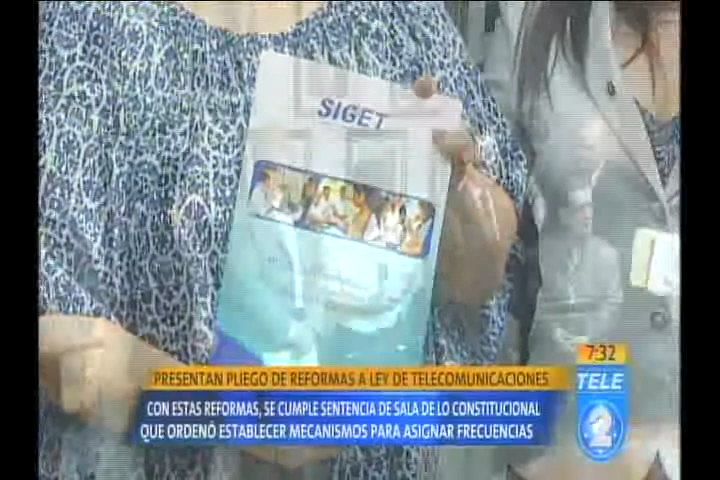 SIGET
7:32
PRESENTAN PLIEGO DE REFORMAS A LEY DE TELECOMUNICACIONES
TELE
2
CON ESTAS REFORMAS, SE CUMPLE SENTENCIA DE SALA DE LO CONSTITUCIONAL
QUE ORDENÓ ESTABLECER MECANISMOS PARA ASIGNAR FRECUENCIAS